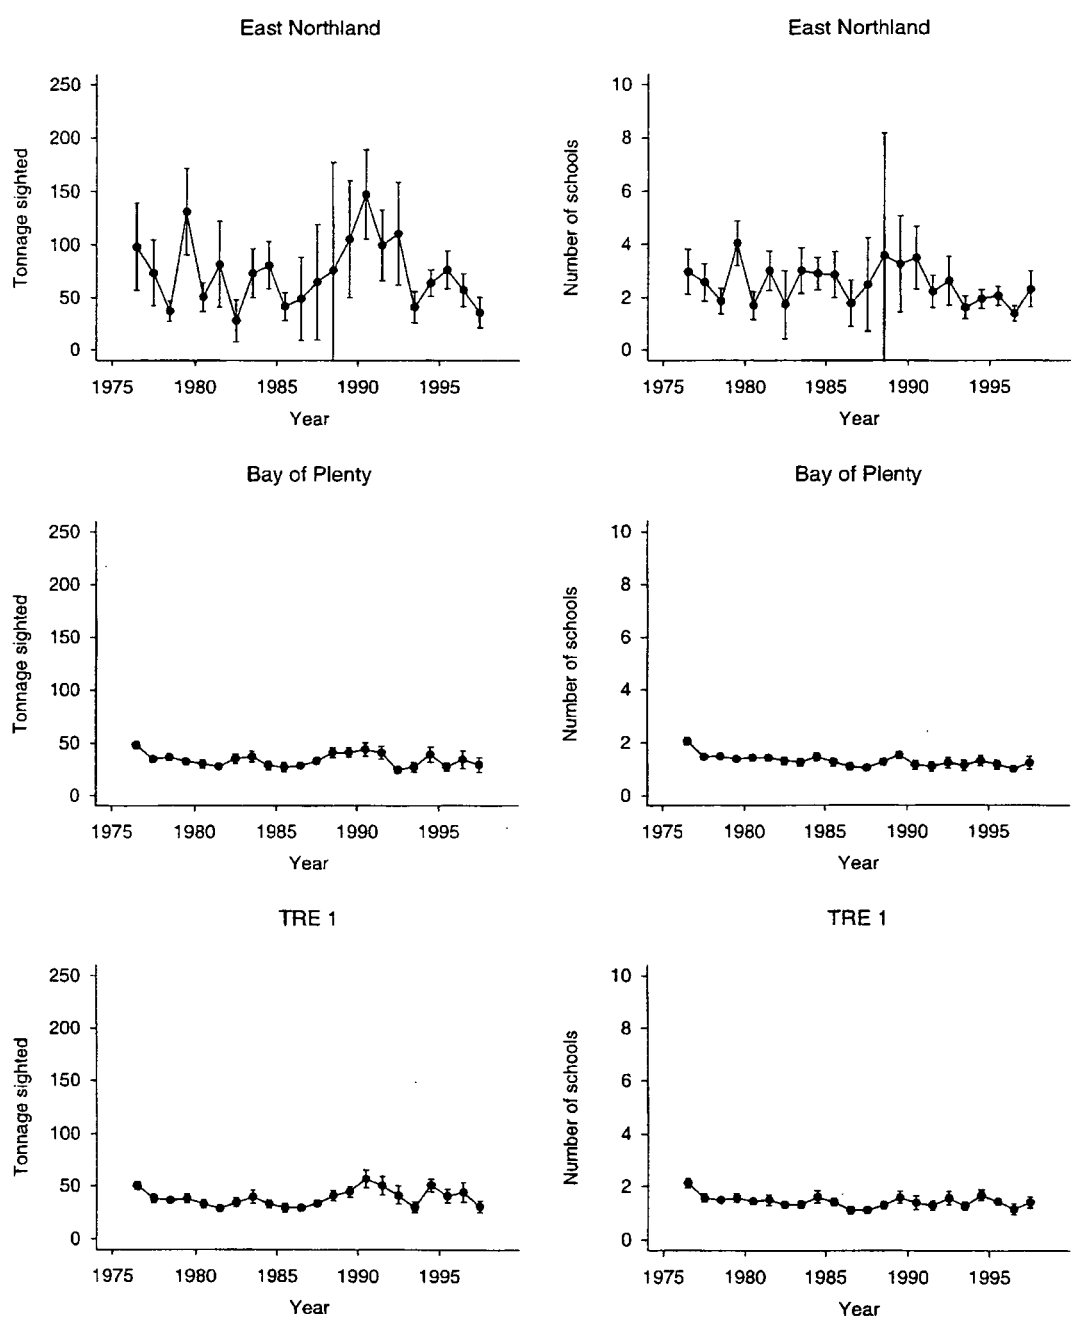 East Northland
East Northland
250
200
150
100
50
0
Tonnage sighted
1975 1980 1985 1990 1995
Year
10
8
6
4
2
0
Number of schools
1975 1980 1985 1990 1995
Year
Bay of Plenty
Bay of Plenty
250
200
150
100
50
0
Tonnage sighted
1975 1980 1985 1990 1995
Year
10
8
6
4
2
0
Number of schools
1975 1980 1985 1990 1995
Year
TRE 1
TRE 1
250
200
150
100
50
0
Tonnage sighted
1975 1980 1985 1990 1995
Year
10
8
6
4
2
0
Number of schools
1975 1980 1985 1990 1995
Year